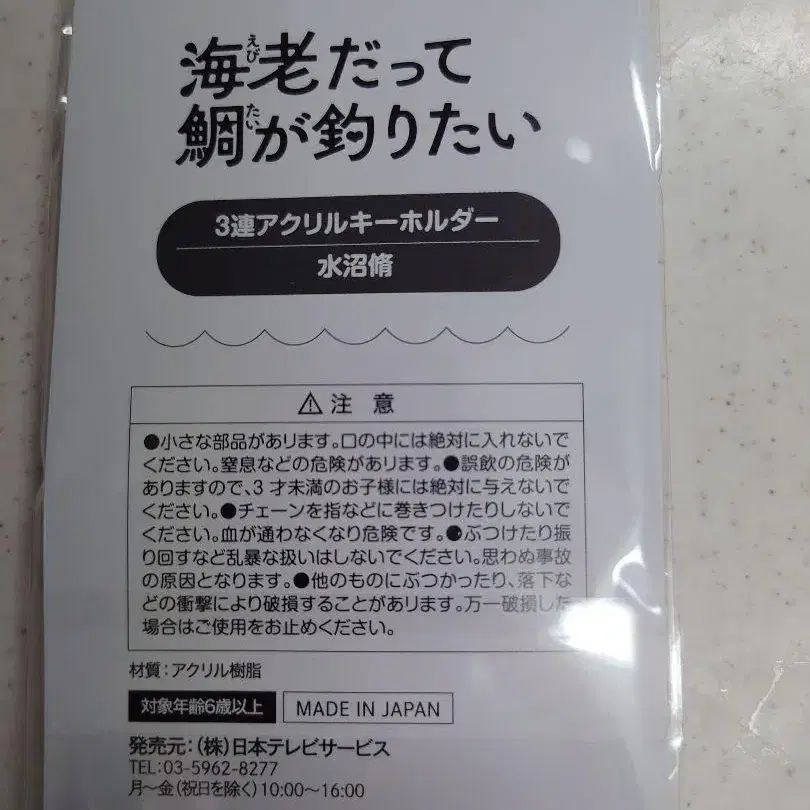 海老だって
鯛が釣りたい
3連アクリルキーホルダー
水沼脩
⚠注 意
●小さな部品があります。口の中には絶対に入れないで
ください。窒息などの危険があります。●誤飲の危険が
ありますので、3 才未満のお子様には絶対に与えないで
ください。●チェーンを指などに巻きつけたりしないで
ください。血が通わなくなり危険です。●ぶつけたり振
り回すなど乱暴な扱いはしないでください。思わぬ事故
の原因となります。●他のものにぶつかったり、落下な
どの衝撃により破損することがあります。万一破損した
場合はご使用をお止めください。
材質:アクリル樹脂
対象年齢6歳以上 MADE IN JAPAN
発売元:(株)日本テレビサービス
TEL:03-5962-8277
月〜金(祝日を除く)10:00〜16:00